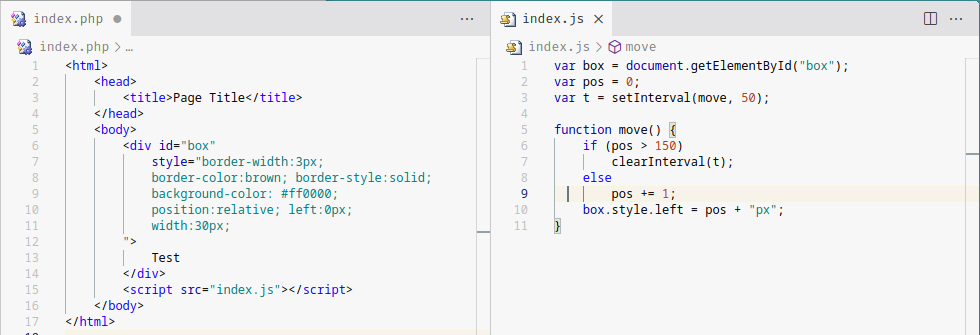 index.php ● ···
index.php > …
1 <html>
2 <head>
3 <title>Page Title</title>
4 </head>
5 <body>
6 <div id="box"
7 style="border-width:3px;
8 border-color:brown; border-style:solid;
9 background-color: #ff0000;
10 position:relative; left:0px;
11 width:30px;
12 ">
13 Test
14 </div>
15 <script src="index.js"></script>
16 </body>
17 </html>
index.js × ···
index.js > move
1 var box = document.getElementById("box");
2 var pos = 0;
3 var t = setInterval(move, 50);
4
5 function move() {
6 if (pos > 150)
7 clearInterval(t);
8 else
9 pos += 1;
10 box.style.left = pos + "px";
11 }